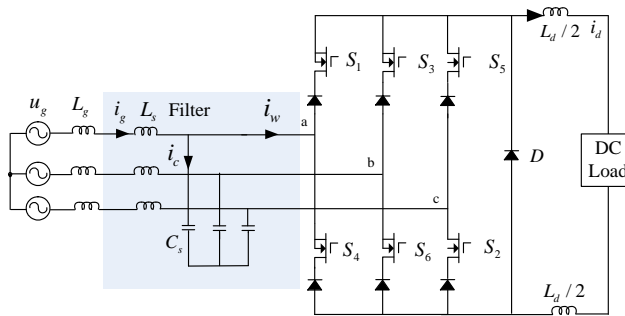 L_d / 2
i_d
S_1
S_3
S_5
u_g
L_g
i_g
L_s
Filter
i_w
a
i_c
b
D
DC
Load
c
C_s
S_4
S_6
S_2
L_d / 2